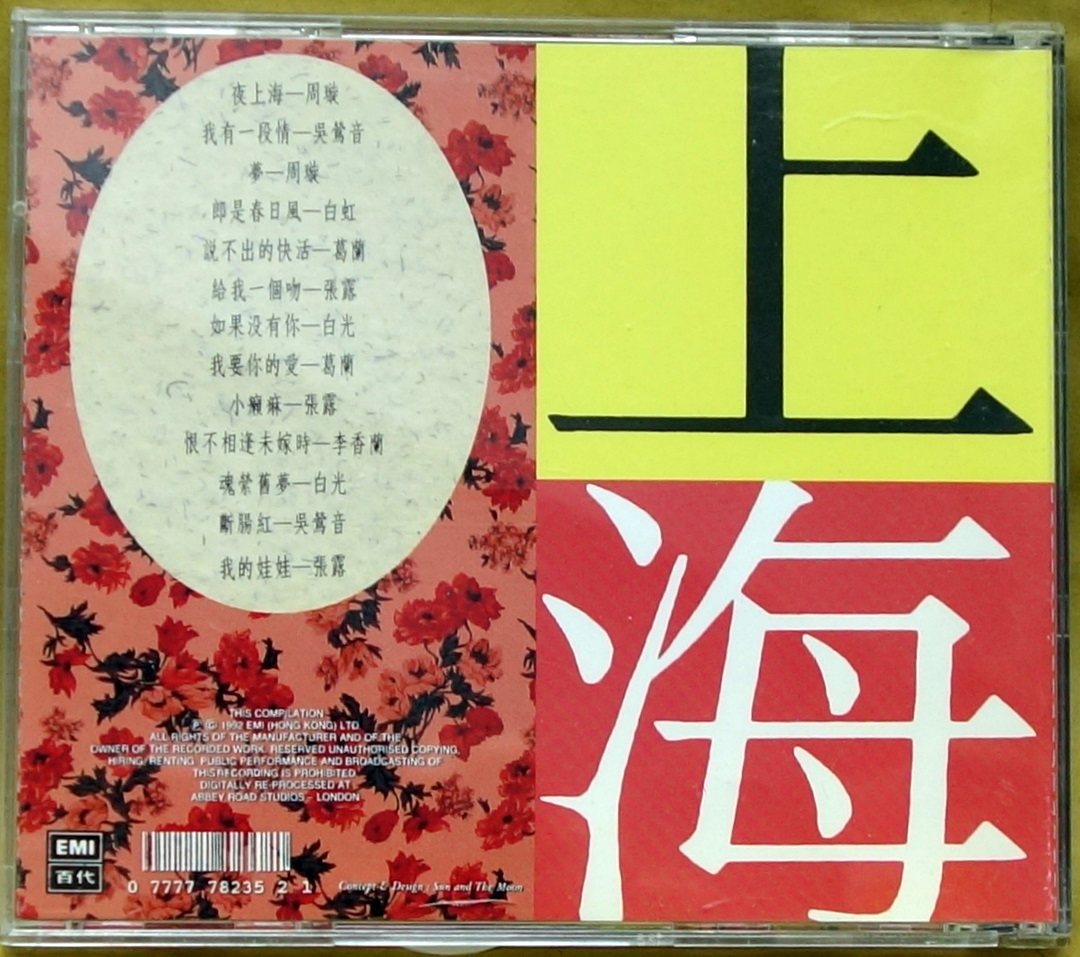 夜上海—周璇
我有一段情—吳鶯音
夢—周璇
郎是春日風—白虹
說不出的快活—葛蘭
給我一個吻—張露
如果沒有你—白光
我要你的愛—葛蘭
小癩痲—張露
恨不相逢未嫁時—李香蘭
魂縈舊夢—白光
斷腸紅—吳鶯音
我的娃娃—張露
THIS COMPILATION
℗ © 1992 EMI (HONG KONG) LTD.
ALL RIGHTS OF THE MANUFACTURER AND OF THE
OWNER OF THE RECORDED WORK. RESERVED UNAUTHORISED COPYING,
HIRING, RENTING, PUBLIC PERFORMANCE AND BROADCASTING OF
THIS RECORDING IS PROHIBITED
DIGITALLY RE-PROCESSED AT
ABBEY ROAD STUDIOS - LONDON
EMI
百代
0 7777 78235 2 1
Concept & Design : Sun and The Moon
上
海